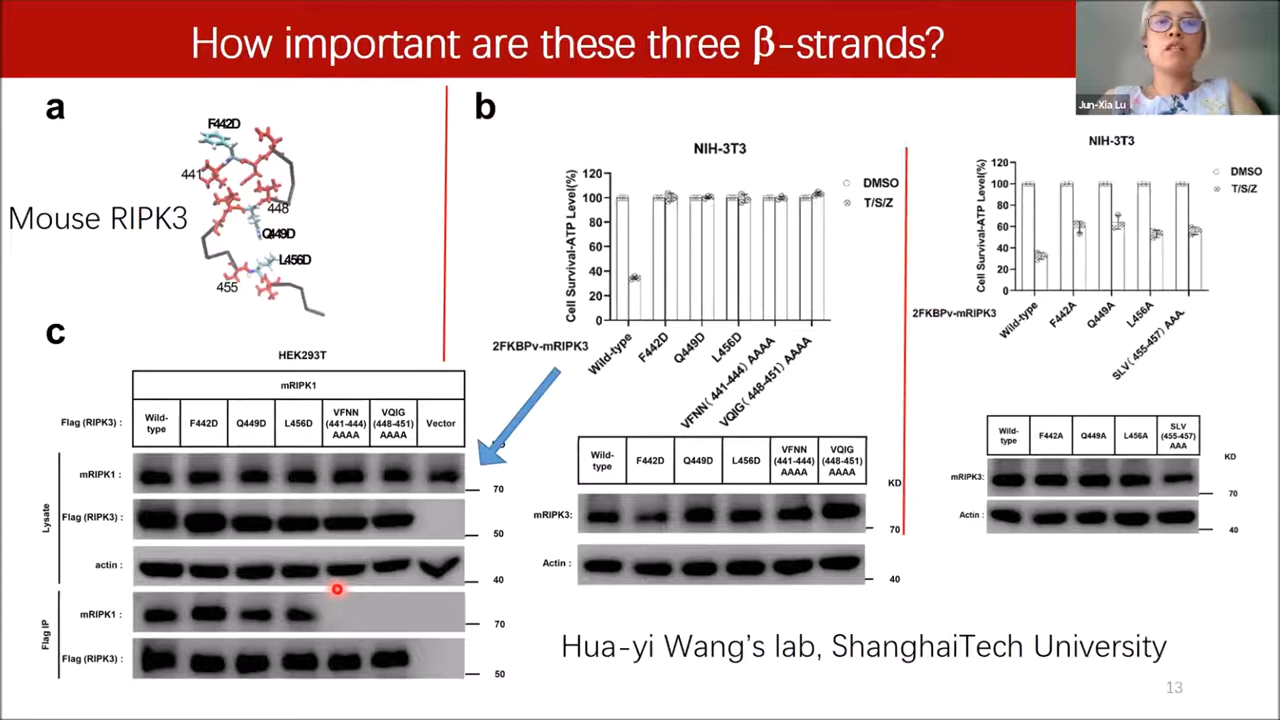 How important are these three β-strands?
Jun-Xia Lu
a
F442D
441
448
Mouse RIPK3
Q449D
L456D
455
b
NIH-3T3
Cell Survival-ATP Level(%)
120
100
80
60
40
20
0
DMSO
T/S/Z
2FKBPv-mRIPK3
Wild-type
F442D
Q449D
L456D
VFNN(441-444) AAAA
VQIG(448-451) AAAA
NIH-3T3
Cell Survival-ATP Level(%)
120
100
80
60
40
20
0
DMSO
T/S/Z
2FKBPv-mRIPK3
Wild-type
F442A
Q449A
L456A
SLV(455-457) AAA
c
HEK293T
mRIPK1
Flag (RIPK3) :
Wild-type
F442D
Q449D
L456D
VFNN (441-444) AAAA
VQIG (448-451) AAAA
Vector
Lysate
mRIPK1 :
70
Flag (RIPK3) :
50
actin :
40
Flag IP
mRIPK1 :
70
Flag (RIPK3) :
50
Wild-type
F442D
Q449D
L456D
VFNN (441-444) AAAA
VQIG (448-451) AAAA
KD
mRIPK3:
70
Actin :
40
Wild-type
F442A
Q449A
L456A
SLV (455-457) AAA
KD
mRIPK3:
70
Actin :
40
Hua-yi Wang's lab, ShanghaiTech University
13